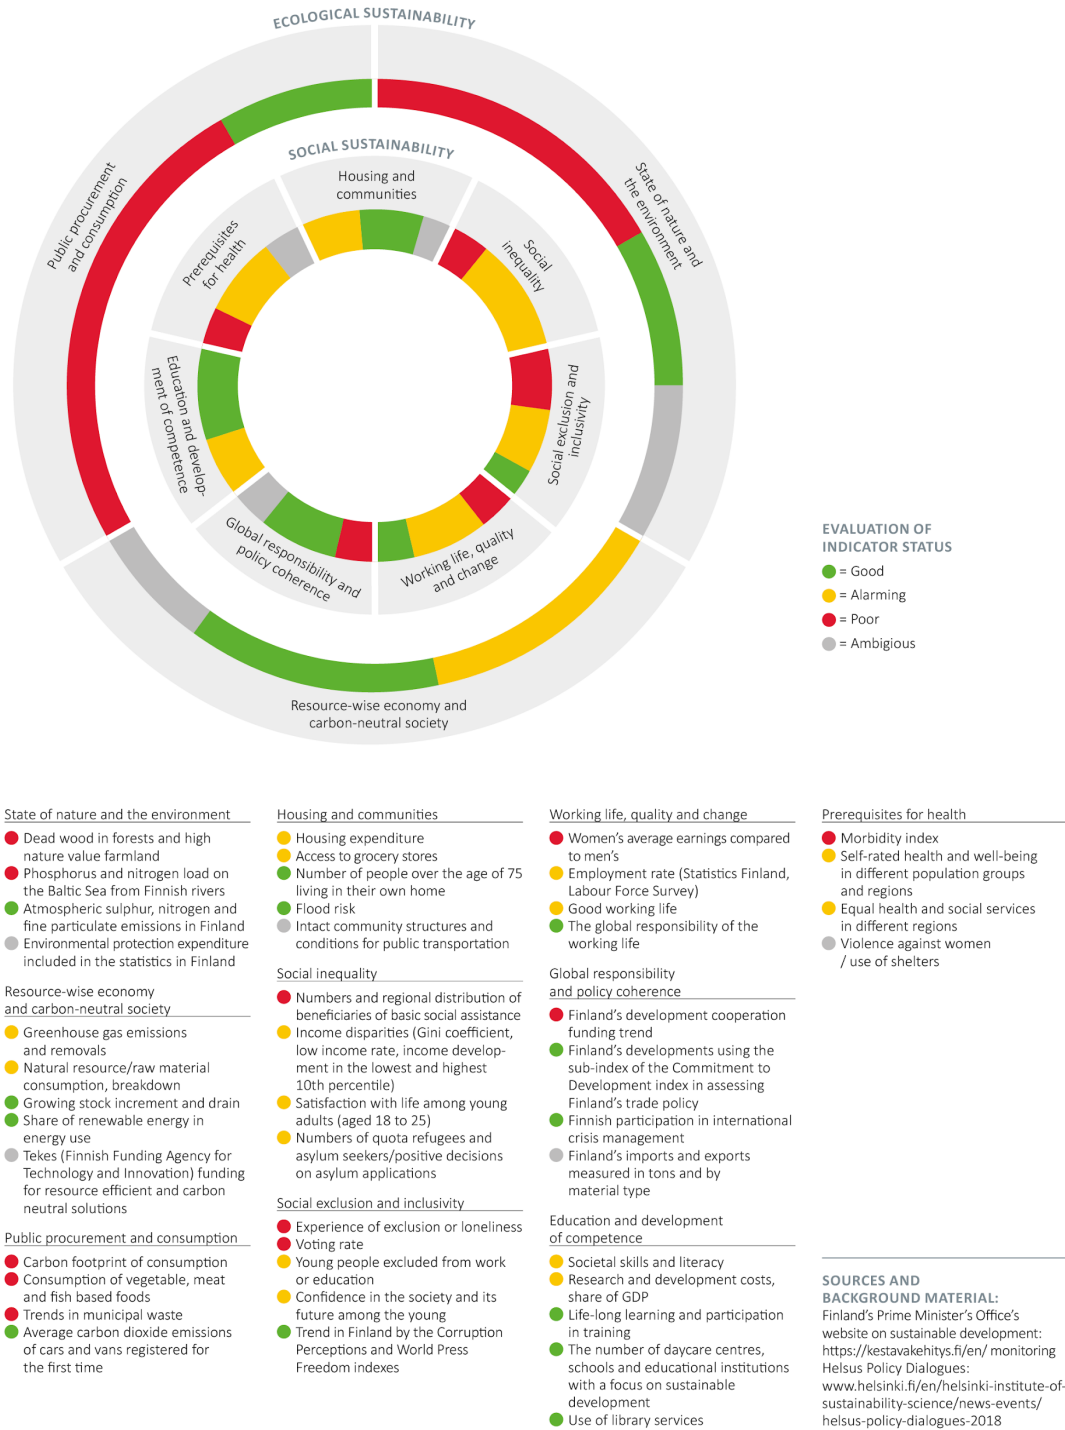 ECOLOGICAL SUSTAINABILITY
SOCIAL SUSTAINABILITY
Housing and
communities
State of nature and
the environment
Public procurement
and consumption
Prerequisites
for health
Social
inequality
Education and develop-
ment of competence
Social exclusion and
inclusivity
Global responsibility and
policy coherence
Working life, quality
and change
Resource-wise economy and
carbon-neutral society
EVALUATION OF
INDICATOR STATUS
= Good
= Alarming
= Poor
= Ambigious
State of nature and the environment
Dead wood in forests and high
nature value farmland
Phosphorus and nitrogen load on
the Baltic Sea from Finnish rivers
Atmospheric sulphur, nitrogen and
fine particulate emissions in Finland
Environmental protection expenditure
included in the statistics in Finland
Resource-wise economy
and carbon-neutral society
Greenhouse gas emissions
and removals
Natural resource/raw material
consumption, breakdown
Growing stock increment and drain
Share of renewable energy in
energy use
Tekes (Finnish Funding Agency for
Technology and Innovation) funding
for resource efficient and carbon
neutral solutions
Public procurement and consumption
Carbon footprint of consumption
Consumption of vegetable, meat
and fish based foods
Trends in municipal waste
Average carbon dioxide emissions
of cars and vans registered for
the first time
Housing and communities
Housing expenditure
Access to grocery stores
Number of people over the age of 75
living in their own home
Flood risk
Intact community structures and
conditions for public transportation
Social inequality
Numbers and regional distribution of
beneficiaries of basic social assistance
Income disparities (Gini coefficient,
low income rate, income develop-
ment in the lowest and highest
10th percentile)
Satisfaction with life among young
adults (aged 18 to 25)
Numbers of quota refugees and
asylum seekers/positive decisions
on asylum applications
Social exclusion and inclusivity
Experience of exclusion or loneliness
Voting rate
Young people excluded from work
or education
Confidence in the society and its
future among the young
Trend in Finland by the Corruption
Perceptions and World Press
Freedom indexes
Working life, quality and change
Women's average earnings compared
to men's
Employment rate (Statistics Finland,
Labour Force Survey)
Good working life
The global responsibility of the
working life
Global responsibility
and policy coherence
Finland's development cooperation
funding trend
Finland's developments using the
sub-index of the Commitment to
Development index in assessing
Finland's trade policy
Finnish participation in international
crisis management
Finland's imports and exports
measured in tons and by
material type
Education and development
of competence
Societal skills and literacy
Research and development costs,
share of GDP
Life-long learning and participation
in training
The number of daycare centres,
schools and educational institutions
with a focus on sustainable
development
Use of library services
Prerequisites for health
Morbidity index
Self-rated health and well-being
in different population groups
and regions
Equal health and social services
in different regions
Violence against women
/ use of shelters
SOURCES AND
BACKGROUND MATERIAL:
Finland's Prime Minister's Office's
website on sustainable development:
https://kestavakehitys.fi/en/ monitoring
Helsus Policy Dialogues:
www.helsinki.fi/en/helsinki-institute-of-
sustainability-science/news-events/
helsus-policy-dialogues-2018